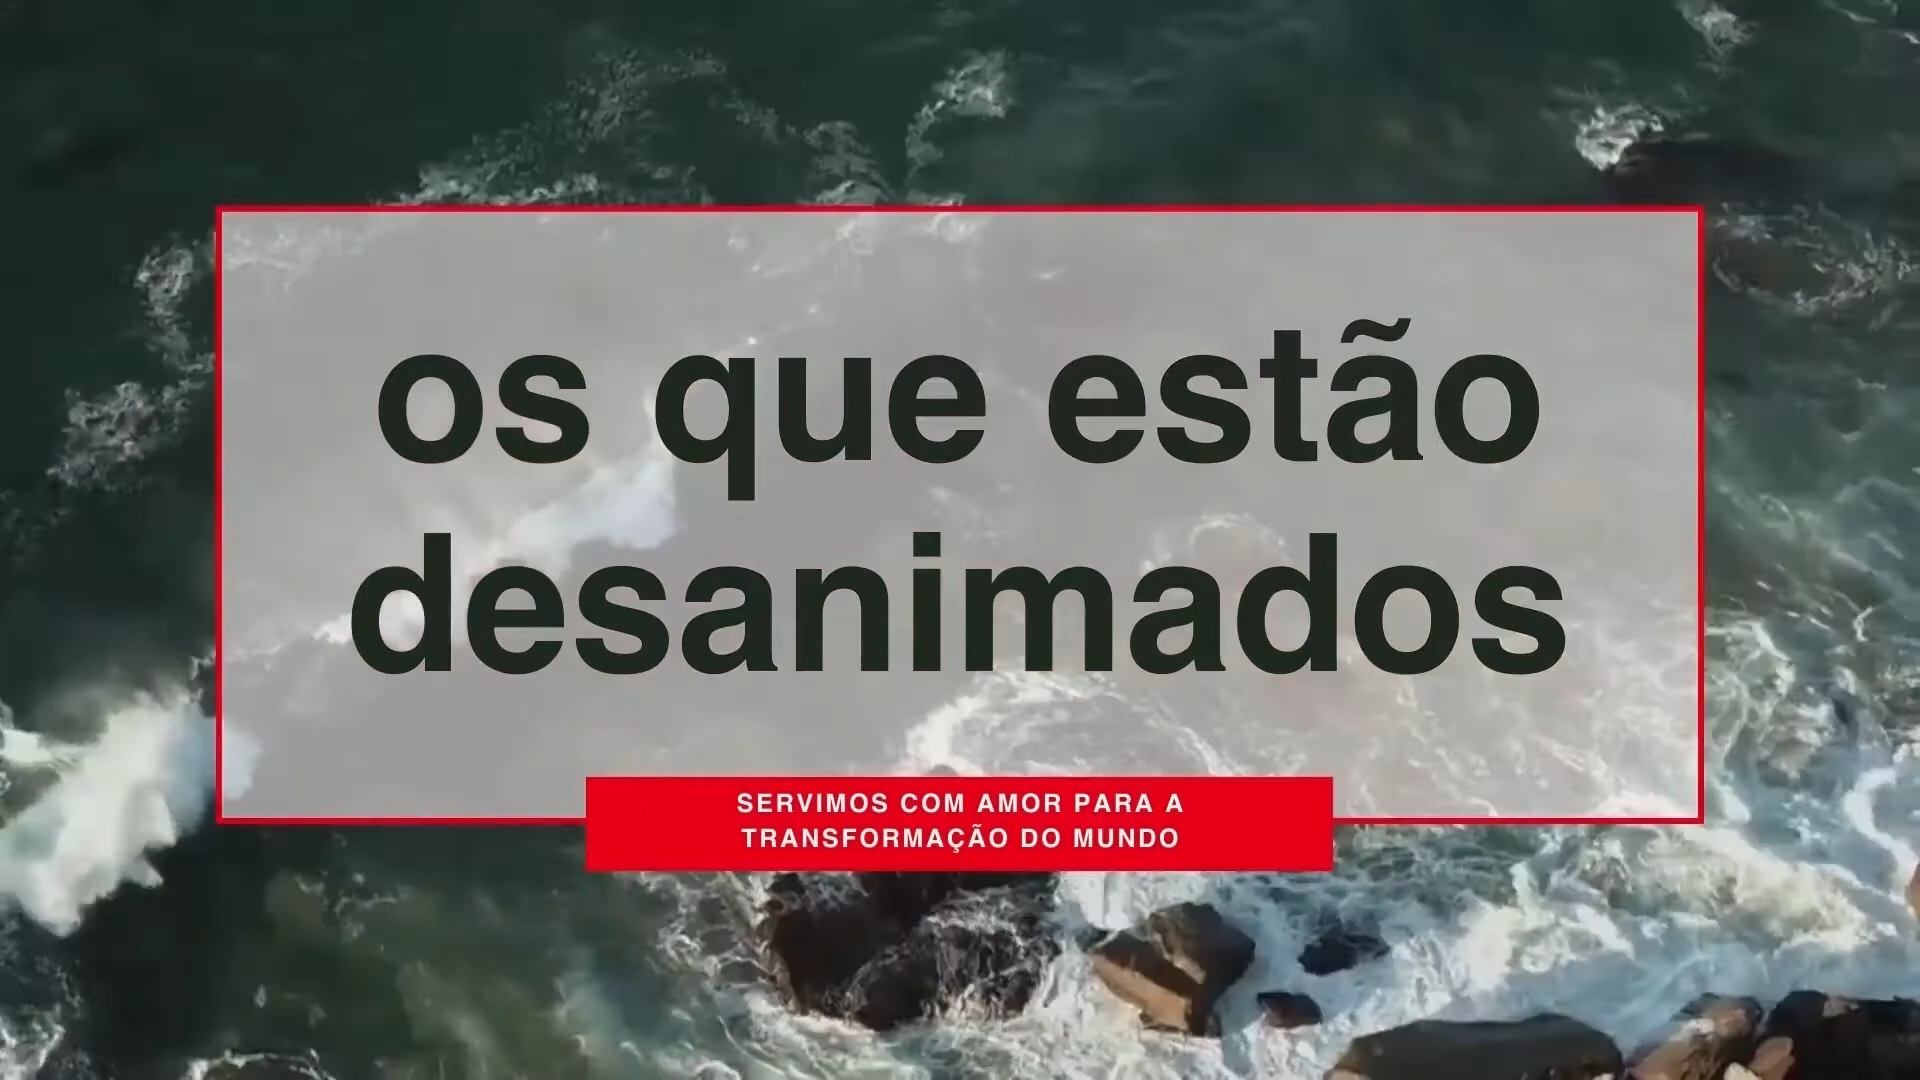 os que estão
desanimados
SERVIMOS COM AMOR PARA A
TRANSFORMAÇÃO DO MUNDO